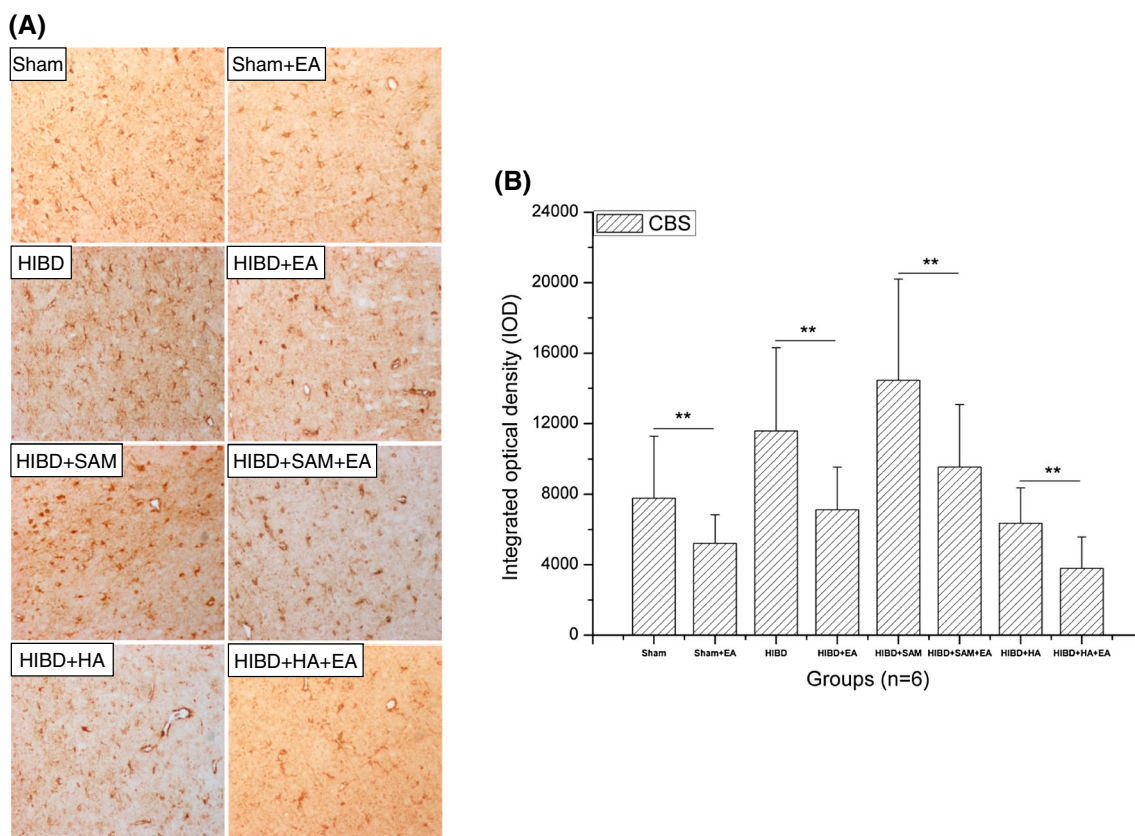 (A)
Sham
Sham+EA
HIBD
HIBD+EA
HIBD+SAM
HIBD+SAM+EA
HIBD+HA
HIBD+HA+EA
(B)
24000
20000
16000
12000
8000
4000
0
Integrated optical density (IOD)
CBS
**
**
**
**
Sham
Sham+EA
HIBD
HIBD+EA
HIBD+SAM
HIBD+SAM+EA
HIBD+HA
HIBD+HA+EA
Groups (n=6)